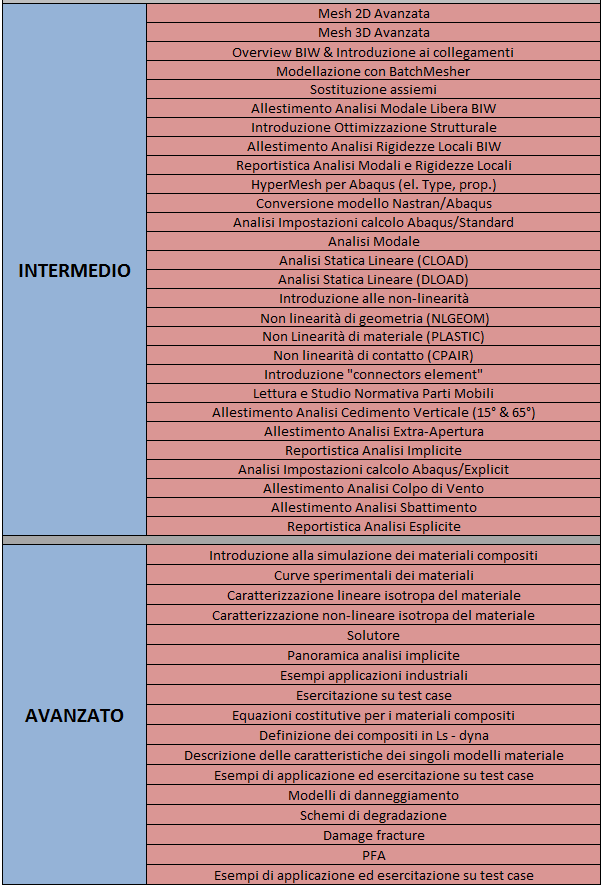 Mesh 2D Avanzata
Mesh 3D Avanzata
Overview BIW & Introduzione ai collegamenti
Modellazione con BatchMesher
Sostituzione assiemi
Allestimento Analisi Modale Libera BIW
Introduzione Ottimizzazione Strutturale
Allestimento Analisi Rigidezze Locali BIW
Reportistica Analisi Modali e Rigidezze Locali
HyperMesh per Abaqus (el. Type, prop.)
Conversione modello Nastran/Abaqus
Analisi Impostazioni calcolo Abaqus/Standard
Analisi Modale
INTERMEDIO
Analisi Statica Lineare (CLOAD)
Analisi Statica Lineare (DLOAD)
Introduzione alle non-linearità
Non linearità di geometria (NLGEOM)
Non Linearità di materiale (PLASTIC)
Non linearità di contatto (CPAIR)
Introduzione "connectors element"
Lettura e Studio Normativa Parti Mobili
Allestimento Analisi Cedimento Verticale (15° & 65°)
Allestimento Analisi Extra-Apertura
Reportistica Analisi Implicite
Analisi Impostazioni calcolo Abaqus/Explicit
Allestimento Analisi Colpo di Vento
Allestimento Analisi Sbattimento
Reportistica Analisi Esplicite
Introduzione alla simulazione dei materiali compositi
Curve sperimentali dei materiali
Caratterizzazione lineare isotropa del materiale
Caratterizzazione non-lineare isotropa del materiale
Solutore
Panoramica analisi implicite
Esempi applicazioni industriali
Esercitazione su test case
AVANZATO
Equazioni costitutive per i materiali compositi
Definizione dei compositi in Ls - dyna
Descrizione delle caratteristiche dei singoli modelli materiale
Esempi di applicazione ed esercitazione su test case
Modelli di danneggiamento
Schemi di degradazione
Damage fracture
PFA
Esempi di applicazione ed esercitazione su test case